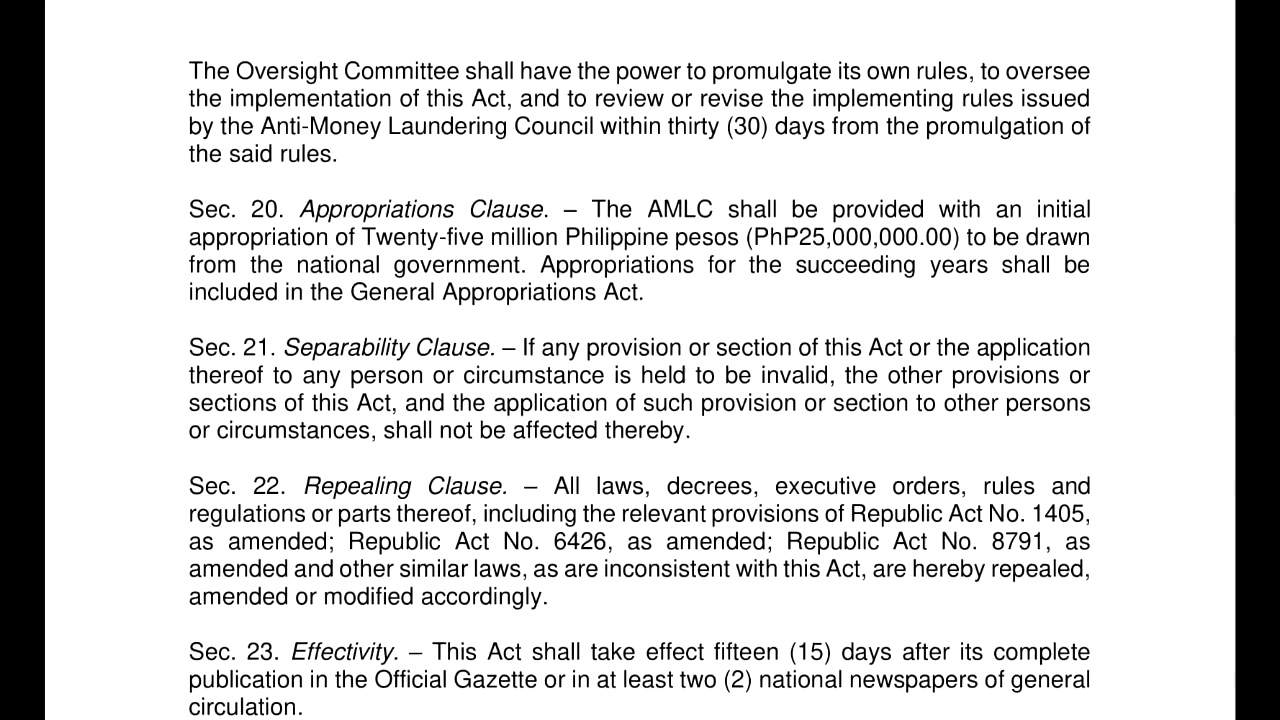 The Oversight Committee shall have the power to promulgate its own rules, to oversee
the implementation of this Act, and to review or revise the implementing rules issued
by the Anti-Money Laundering Council within thirty (30) days from the promulgation of
the said rules.
Sec. 20. Appropriations Clause. – The AMLC shall be provided with an initial
appropriation of Twenty-five million Philippine pesos (PhP25,000,000.00) to be drawn
from the national government. Appropriations for the succeeding years shall be
included in the General Appropriations Act.
Sec. 21. Separability Clause. – If any provision or section of this Act or the application
thereof to any person or circumstance is held to be invalid, the other provisions or
sections of this Act, and the application of such provision or section to other persons
or circumstances, shall not be affected thereby.
Sec. 22. Repealing Clause. – All laws, decrees, executive orders, rules and
regulations or parts thereof, including the relevant provisions of Republic Act No. 1405,
as amended; Republic Act No. 6426, as amended; Republic Act No. 8791, as
amended and other similar laws, as are inconsistent with this Act, are hereby repealed,
amended or modified accordingly.
Sec. 23. Effectivity. – This Act shall take effect fifteen (15) days after its complete
publication in the Official Gazette or in at least two (2) national newspapers of general
circulation.